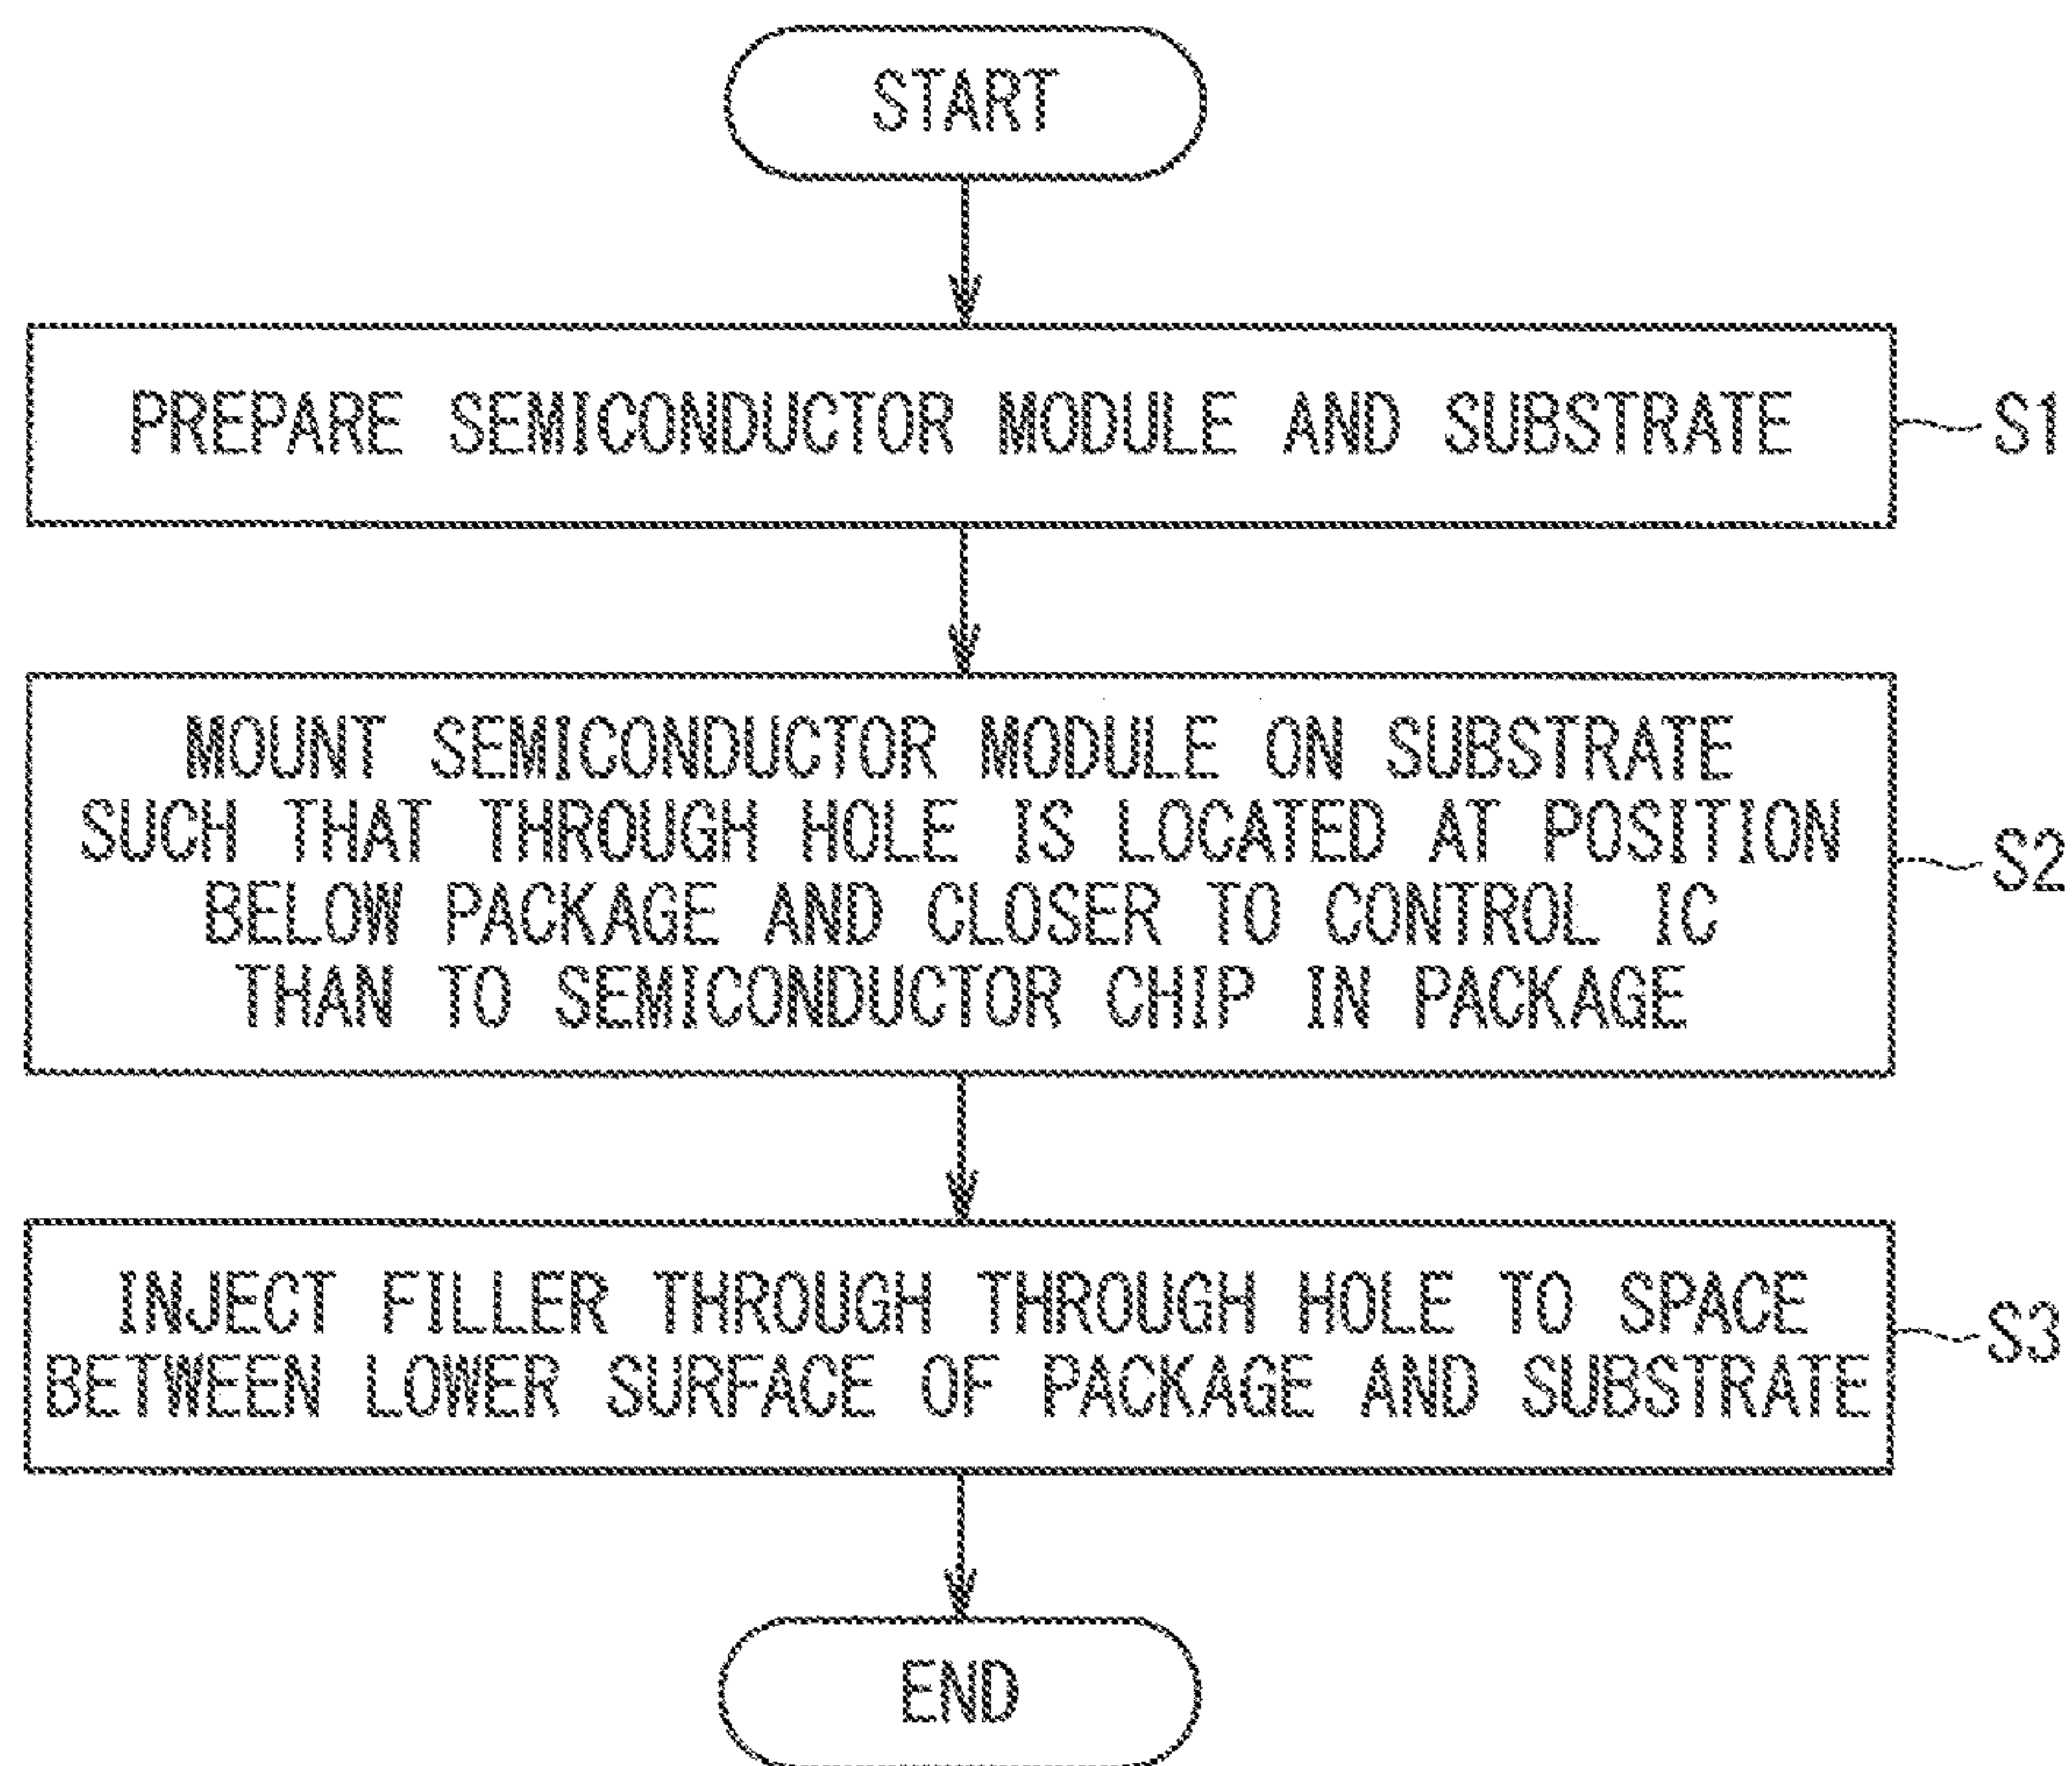 START
PREPARE SEMICONDUCTOR MODULE AND SUBSTRATE
S1
MOUNT SEMICONDUCTOR MODULE ON SUBSTRATE
SUCH THAT THROUGH HOLE IS LOCATED AT POSITION
BELOW PACKAGE AND CLOSER TO CONTROL IC
THAN TO SEMICONDUCTOR CHIP IN PACKAGE
S2
INJECT FILLER THROUGH THROUGH HOLE TO SPACE
BETWEEN LOWER SURFACE OF PACKAGE AND SUBSTRATE
S3
END